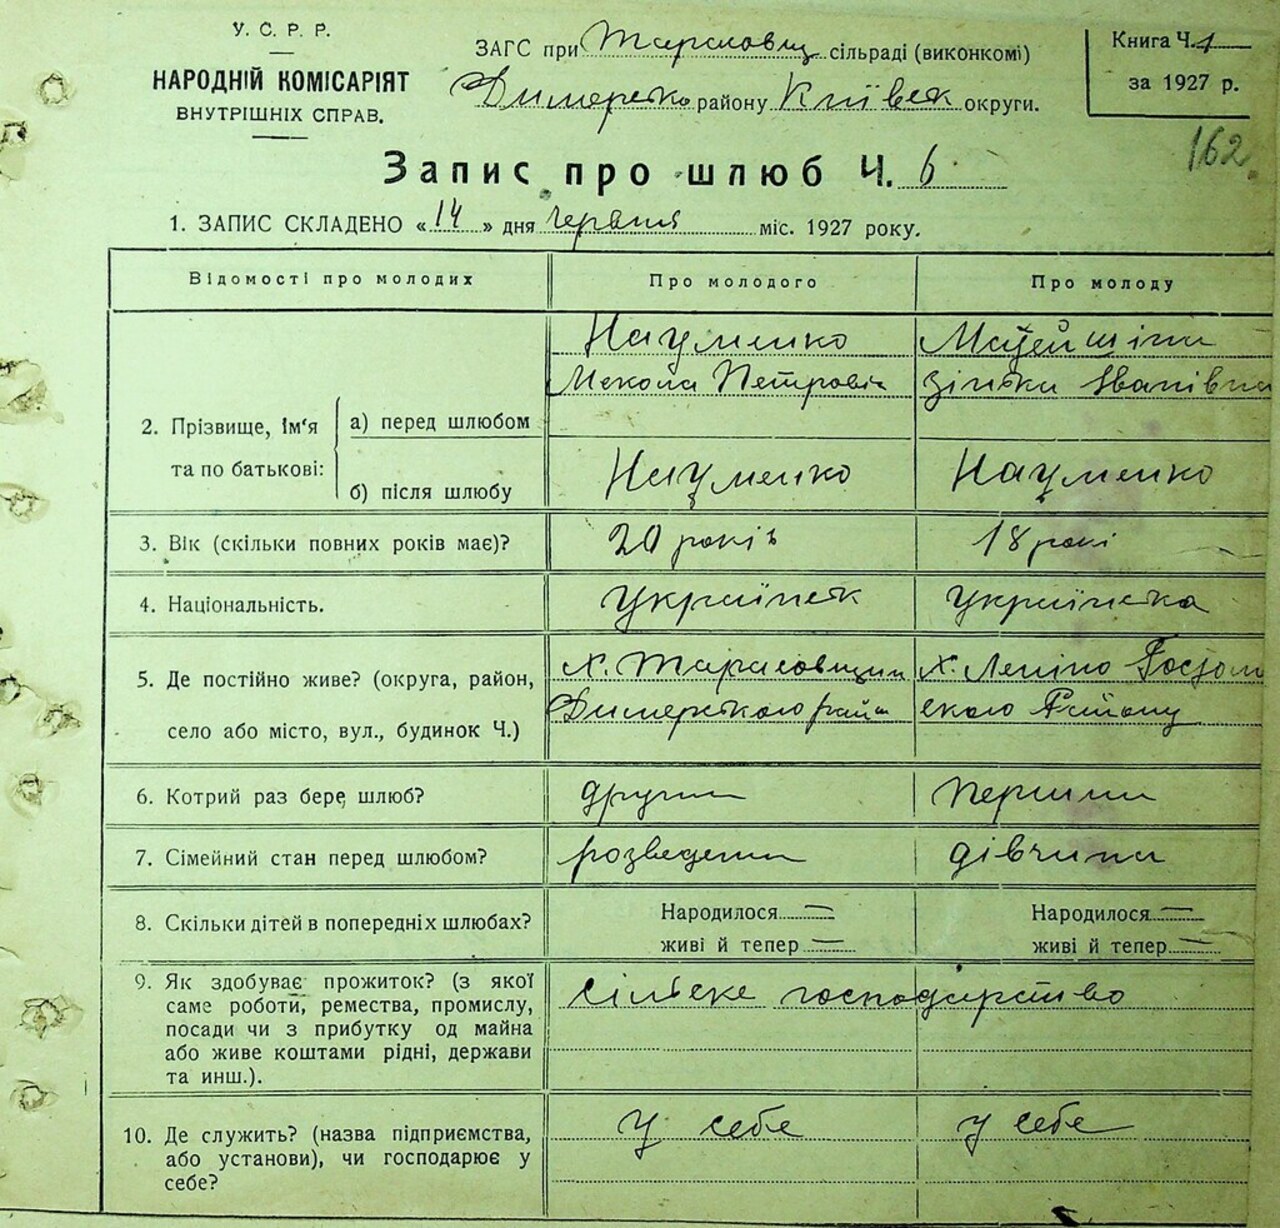 У. С. Р. Р.
НАРОДНІЙ КОМІСАРІЯТ
ВНУТРІШНІХ СПРАВ.
ЗАГС при Тарасовщ сільраді (виконкомі)
Димерсько району Київськ округи.
Книга Ч. 1
за 1927 р.
162
Запис про шлюб Ч. 6
1. ЗАПИС СКЛАДЕНО « 14 » дня червня міс. 1927 року.
Відомості про молодих
Про молодого
Про молоду
2. Прізвище, ім'я та по батькові:
а) перед шлюбом
Науменко
Микола Петрович
Зінька Іванівна
б) після шлюбу
Науменко
Науменко
3. Вік (скільки повних років має)?
20 років
18 рокі
4. Національність.
українець
українка
5. Де постійно живе? (округа, район,
село або місто, вул., будинок Ч.)
х. Тарасовщин
Димерського рай
х. Леніно Гостом
ського Району
6. Котрий раз бере шлюб?
другий
перший
7. Сімейний стан перед шлюбом?
розведений
дівчина
8. Скільки дітей в попередніх шлюбах?
Народилося —
живі й тепер —
Народилося —
живі й тепер —
9. Як здобуває прожиток? (з якої
саме роботи, ремества, промислу,
посади чи з прибутку од майна
або живе коштами рідні, держави
та инш.).
сільське господарство
10. Де служить? (назва підприємства,
або установи), чи господарює у
себе?
у себе
у себе